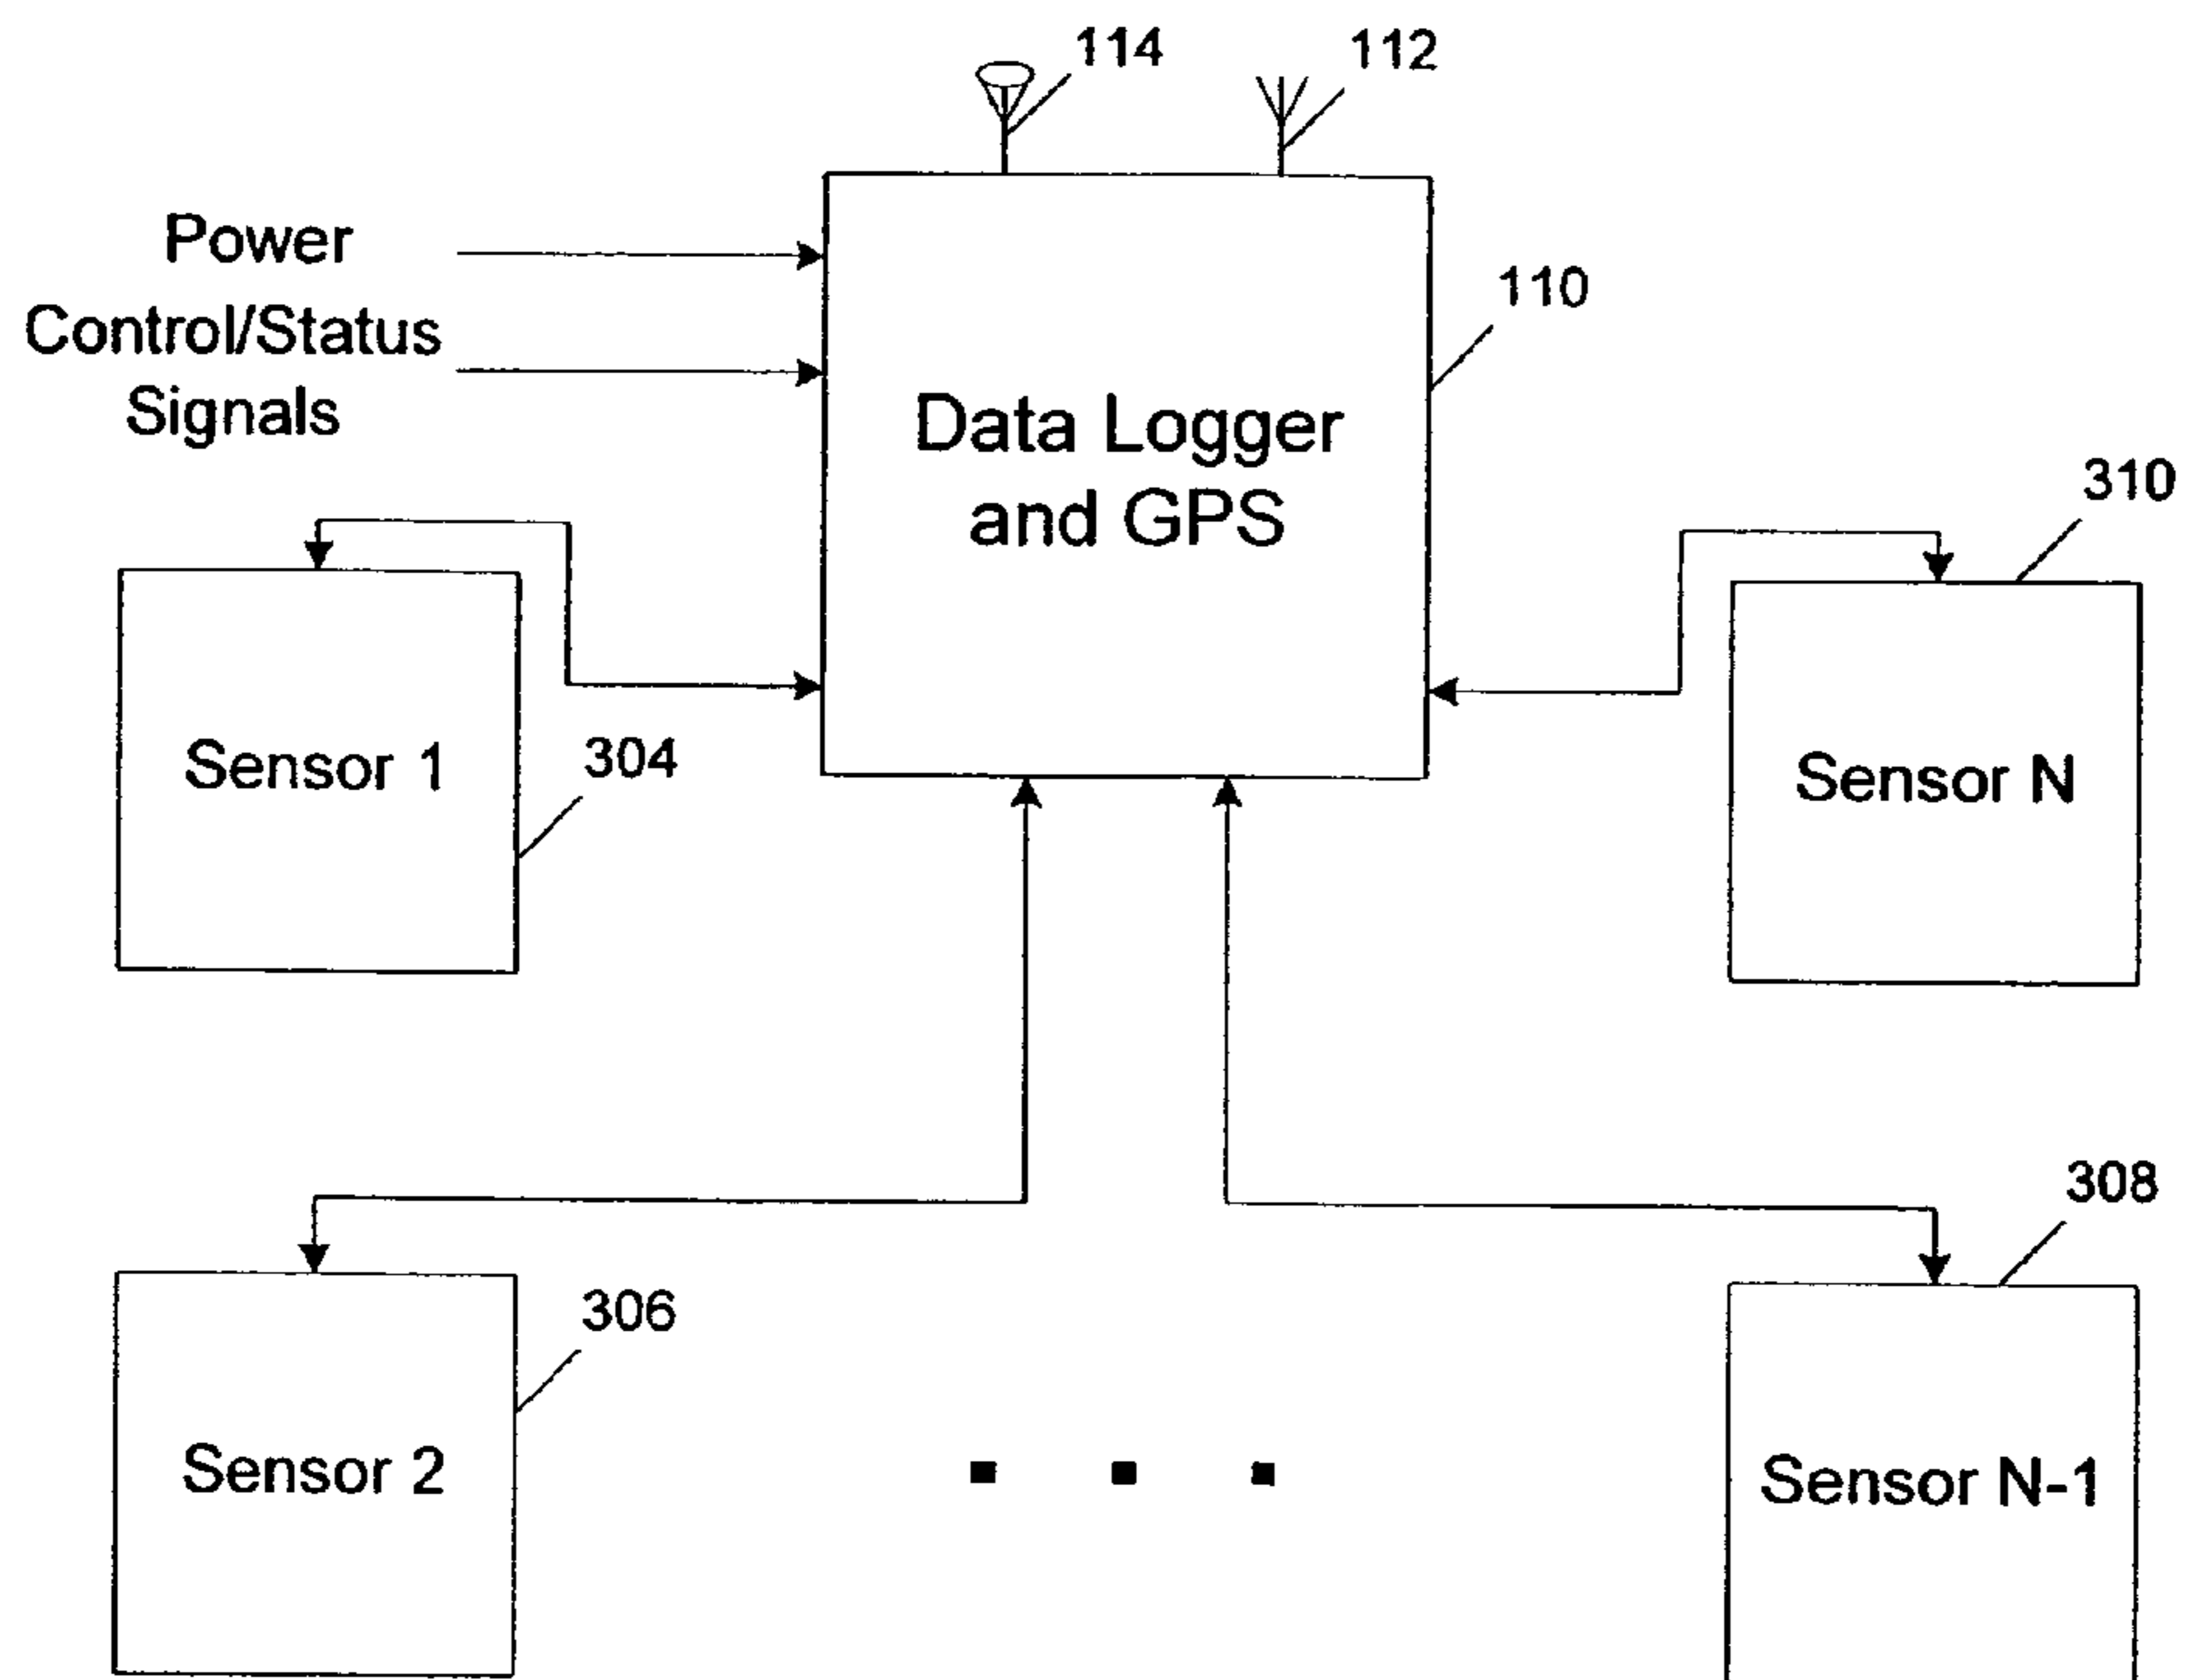 114
112
Power
Control/Status
Signals
110
Data Logger
and GPS
310
Sensor 1
304
Sensor N
308
306
Sensor 2
Sensor N-1